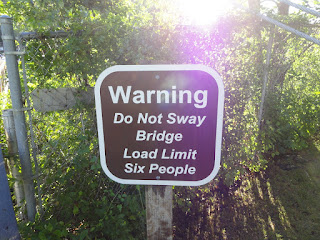 Warning
Do Not Sway
Bridge
Load Limit
Six People